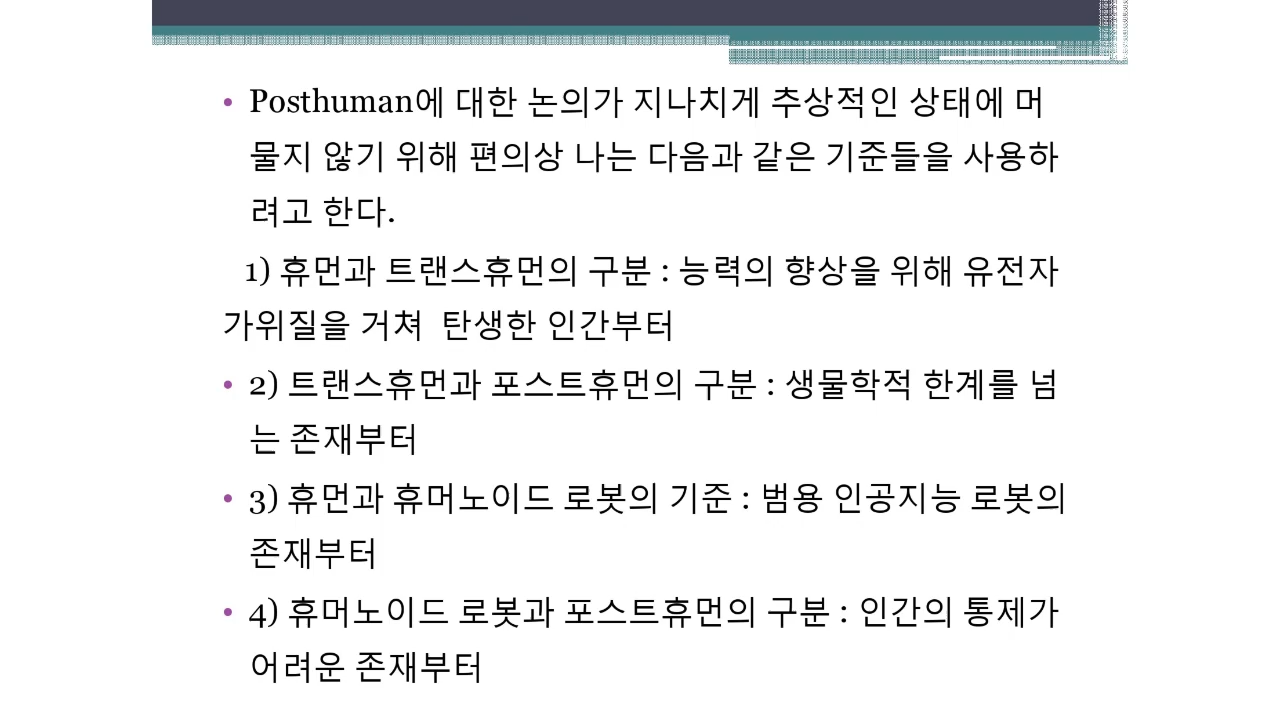 • Posthuman에 대한 논의가 지나치게 추상적인 상태에 머
물지 않기 위해 편의상 나는 다음과 같은 기준들을 사용하
려고 한다.
1) 휴먼과 트랜스휴먼의 구분 : 능력의 향상을 위해 유전자
가위질을 거쳐 탄생한 인간부터
• 2) 트랜스휴먼과 포스트휴먼의 구분 : 생물학적 한계를 넘
는 존재부터
• 3) 휴먼과 휴머노이드 로봇의 기준 : 범용 인공지능 로봇의
존재부터
• 4) 휴머노이드 로봇과 포스트휴먼의 구분 : 인간의 통제가
어려운 존재부터